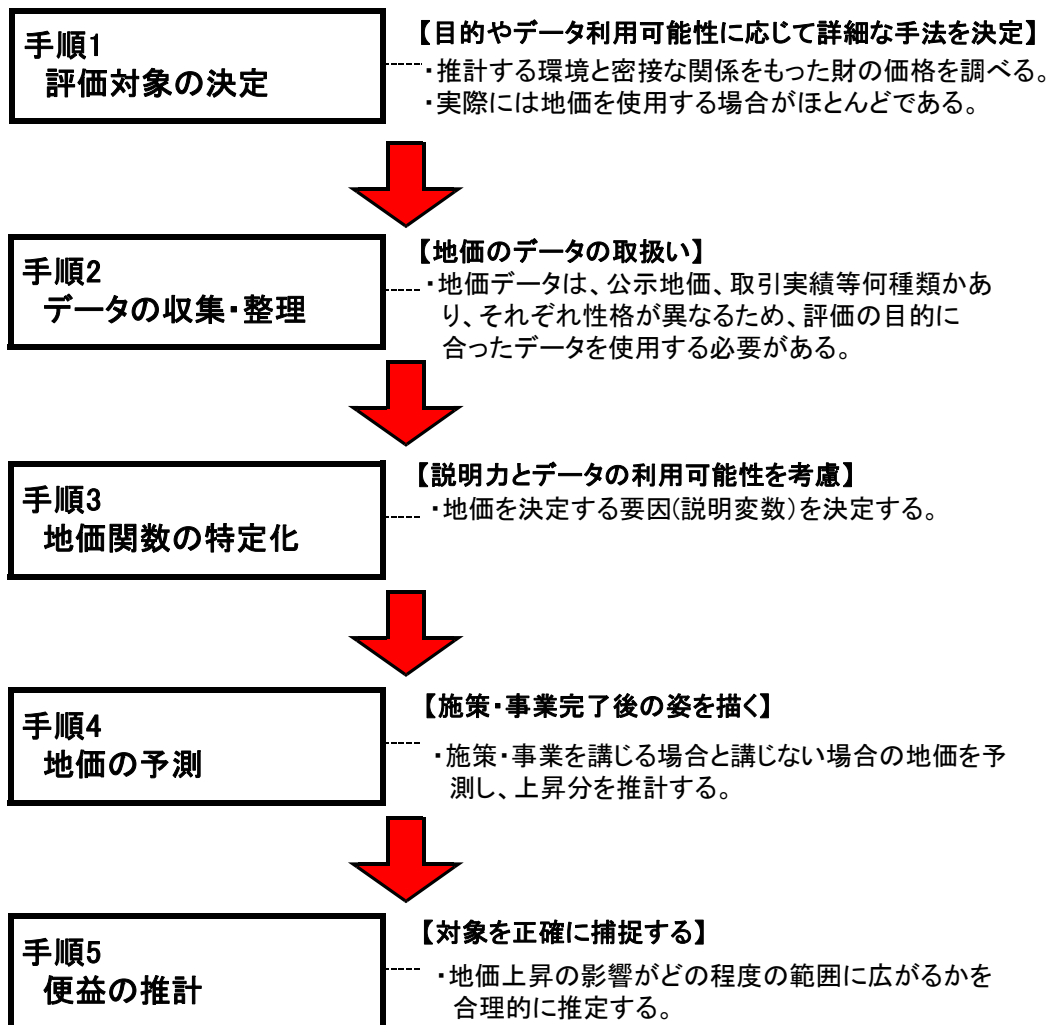 手順1
評価対象の決定
【目的やデータ利用可能性に応じて詳細な手法を決定】
・推計する環境と密接な関係をもった財の価格を調べる。
・実際には地価を使用する場合がほとんどである。
手順2
データの収集・整理
【地価のデータの取扱い】
・地価データは、公示地価、取引実績等何種類かあ
り、それぞれ性格が異なるため、評価の目的に
合ったデータを使用する必要がある。
手順3
地価関数の特定化
【説明力とデータの利用可能性を考慮】
・地価を決定する要因(説明変数)を決定する。
手順4
地価の予測
【施策・事業完了後の姿を描く】
・施策・事業を講じる場合と講じない場合の地価を予
測し、上昇分を推計する。
手順5
便益の推計
【対象を正確に捕捉する】
・地価上昇の影響がどの程度の範囲に広がるかを
合理的に推定する。